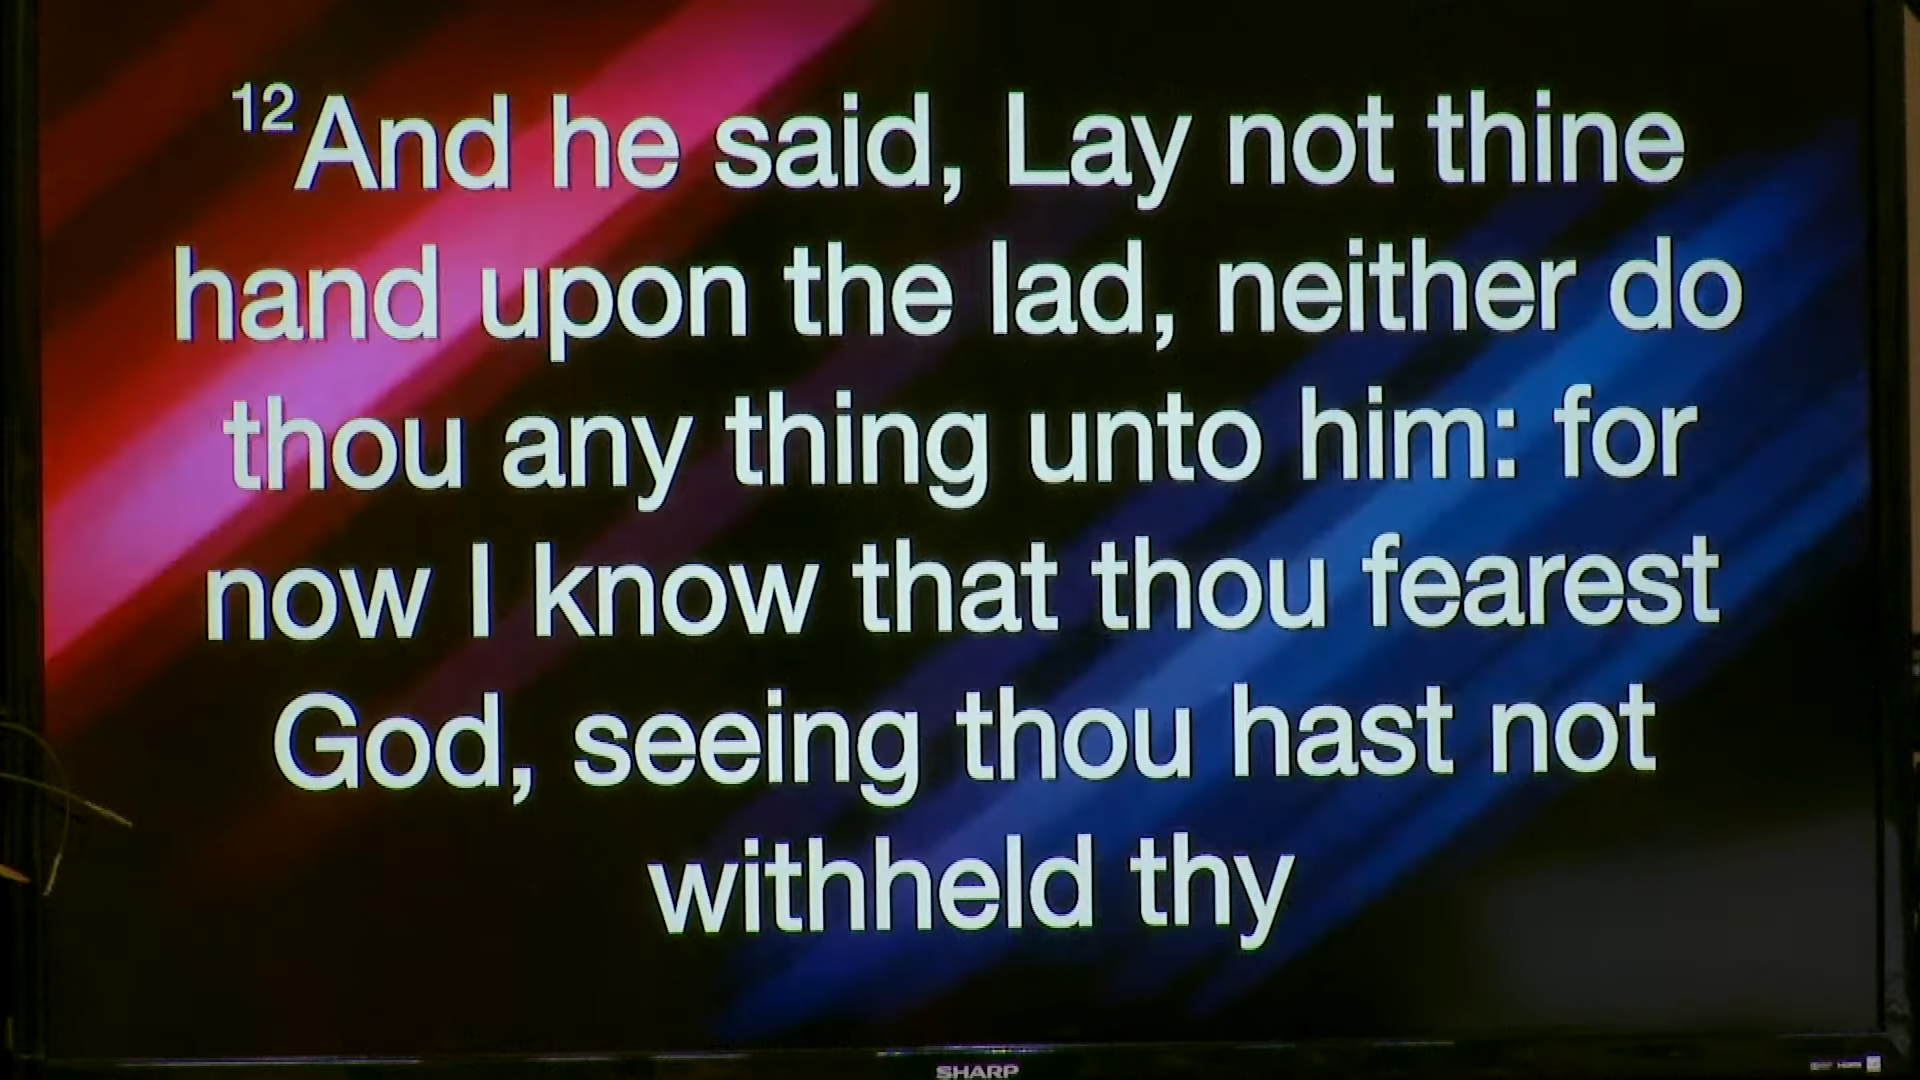 12And he said, Lay not thine
hand upon the lad, neither do
thou any thing unto him: for
now I know that thou fearest
God, seeing thou hast not
withheld thy
SHARP